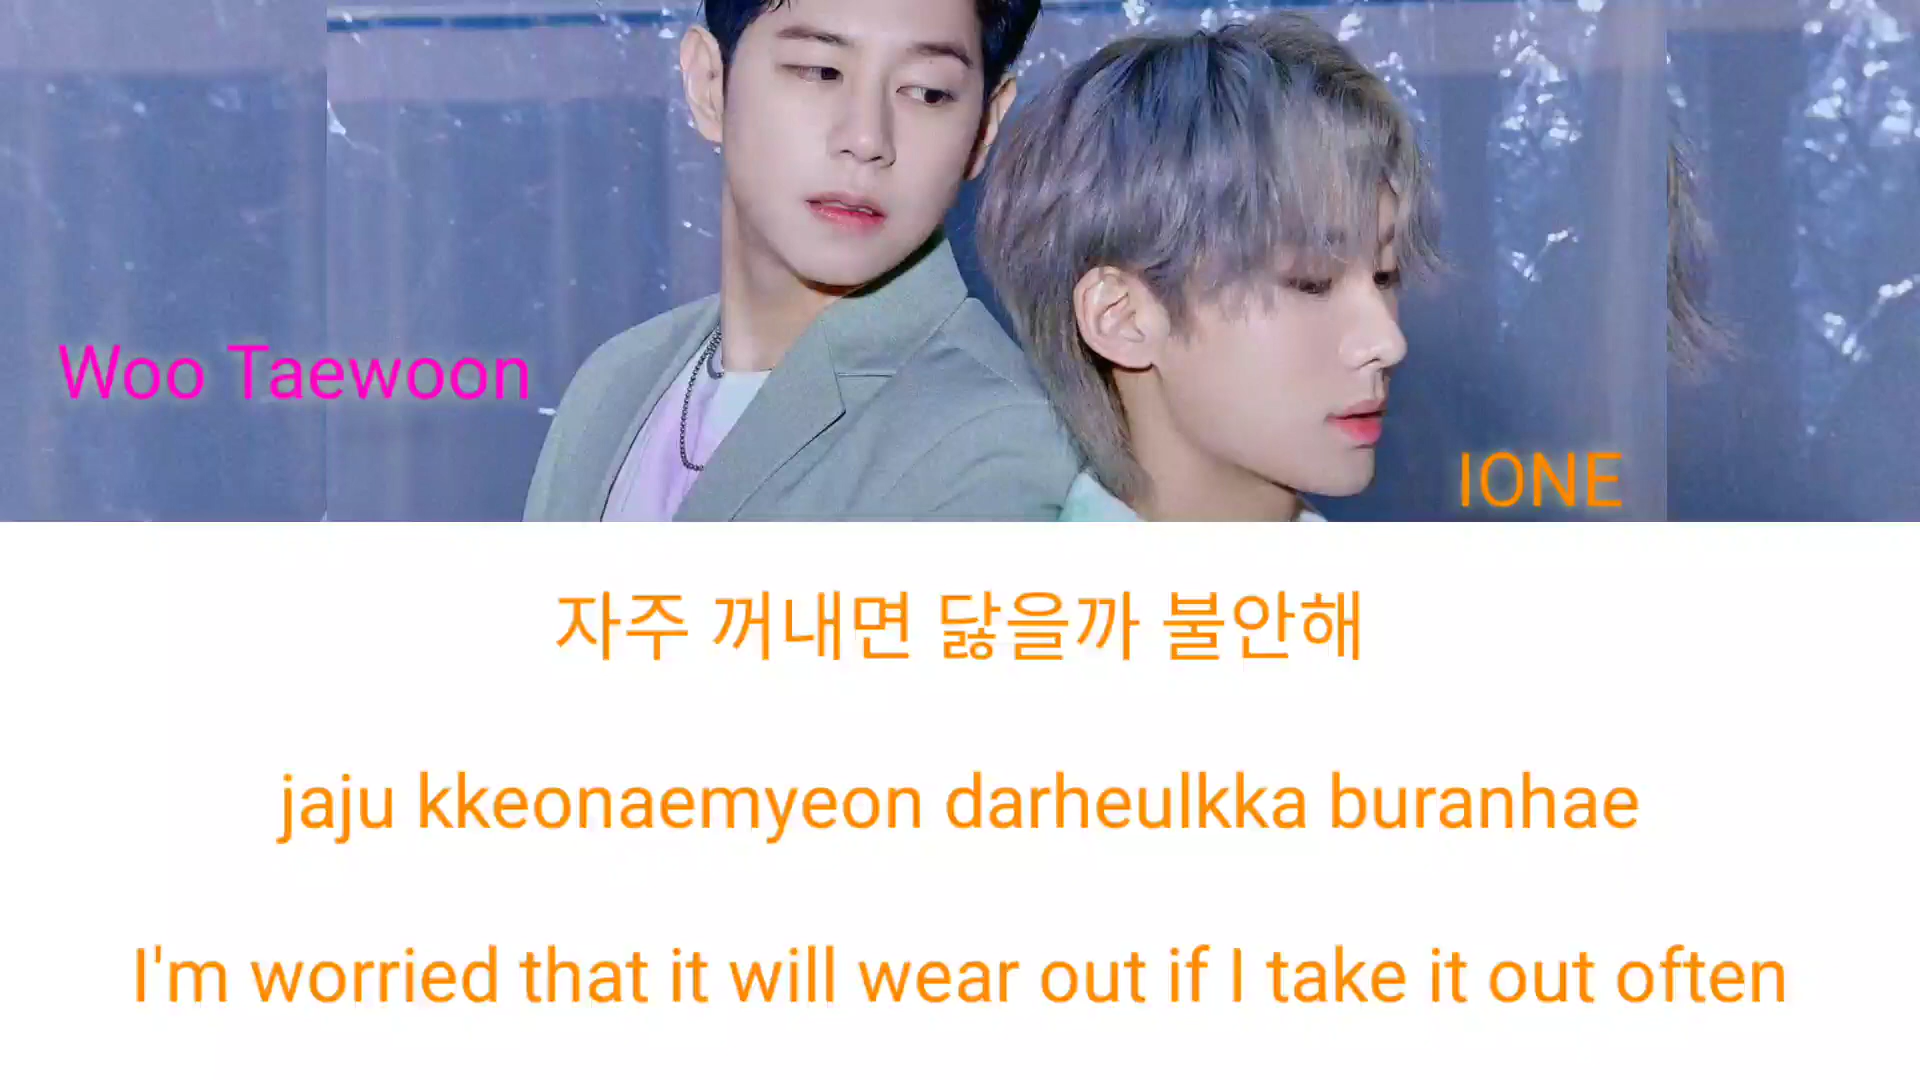 Woo Taewoon
IONE
자주 꺼내면 닳을까 불안해
jaju kkeonaemyeon darheulkka buranhae
I'm worried that it will wear out if I take it out often